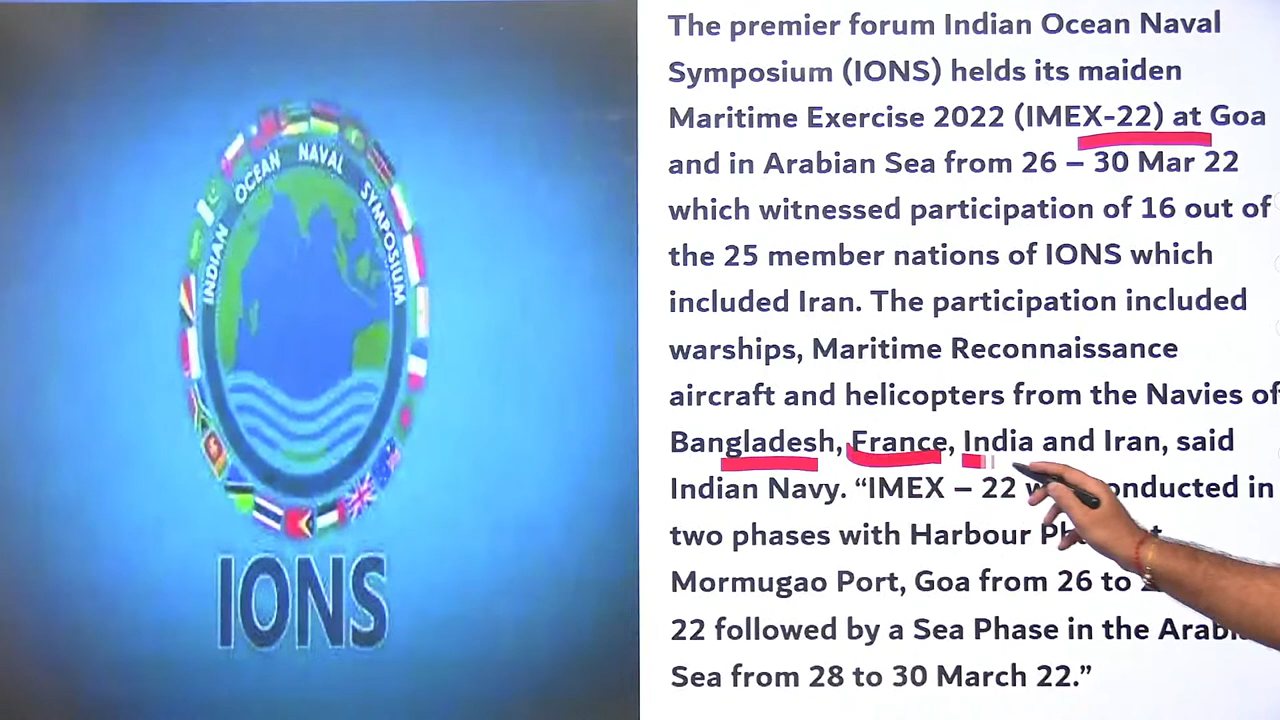 INDIAN OCEAN NAVAL SYMPOSIUM
IONS
The premier forum Indian Ocean Naval
Symposium (IONS) helds its maiden
Maritime Exercise 2022 (IMEX-22) at Goa
and in Arabian Sea from 26 – 30 Mar 22
which witnessed participation of 16 out of
the 25 member nations of IONS which
included Iran. The participation included
warships, Maritime Reconnaissance
aircraft and helicopters from the Navies of
Bangladesh, France, India and Iran, said
Indian Navy. “IMEX – 22 conducted in
two phases with Harbour
Mormugao Port, Goa from 26 to
22 followed by a Sea Phase in the
Sea from 28 to 30 March 22.”